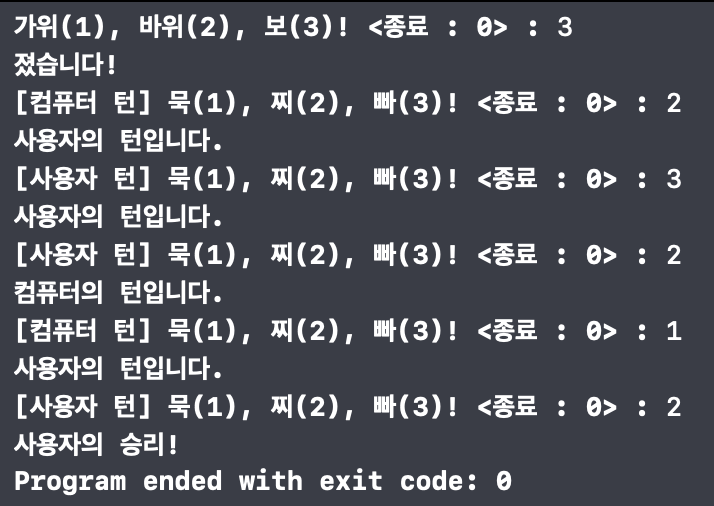 가위(1), 바위(2), 보(3)! <종료 : 0> : 3
졌습니다!
[컴퓨터 턴] 묵(1), 찌(2), 빠(3)! <종료 : 0> : 2
사용자의 턴입니다.
[사용자 턴] 묵(1), 찌(2), 빠(3)! <종료 : 0> : 3
사용자의 턴입니다.
[사용자 턴] 묵(1), 찌(2), 빠(3)! <종료 : 0> : 2
컴퓨터의 턴입니다.
[컴퓨터 턴] 묵(1), 찌(2), 빠(3)! <종료 : 0> : 1
사용자의 턴입니다.
[사용자 턴] 묵(1), 찌(2), 빠(3)! <종료 : 0> : 2
사용자의 승리!
Program ended with exit code: 0